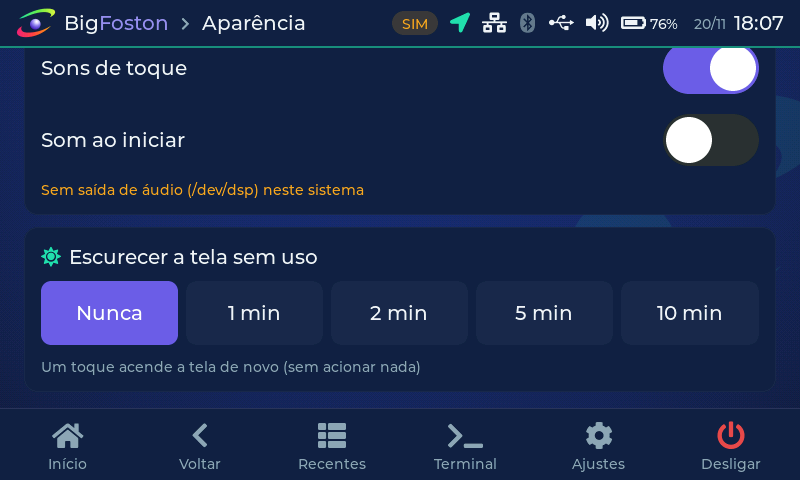 BigFoston > Aparência SIM 76% 20/11 18:07
Sons de toque
Som ao iniciar
Sem saída de áudio (/dev/dsp) neste sistema
Escurecer a tela sem uso
Nunca 1 min 2 min 5 min 10 min
Um toque acende a tela de novo (sem acionar nada)
Início Voltar Recentes Terminal Ajustes Desligar